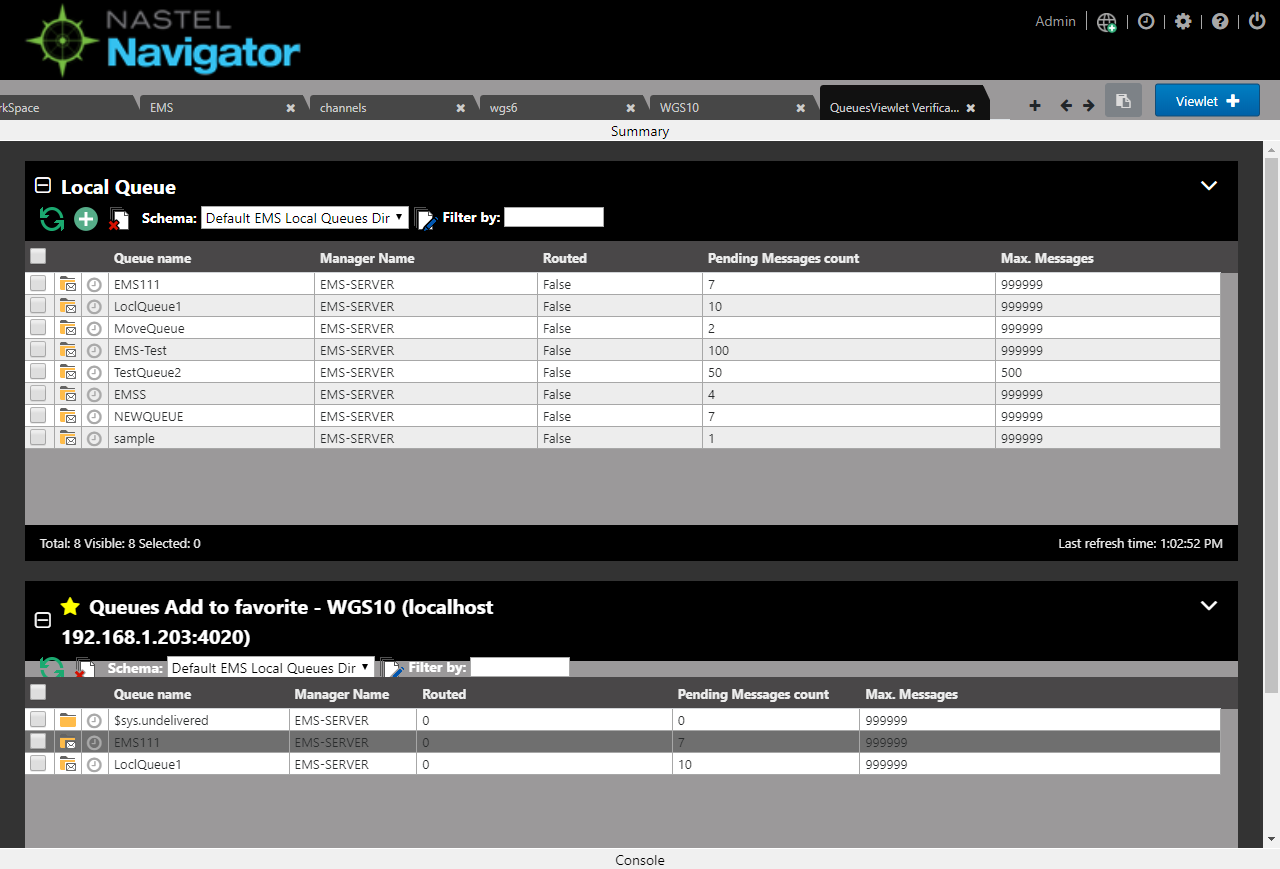 NASTEL
Navigator
Admin
rkSpace EMS channels wgs6 WGS10 QueuesViewlet Verifica... Viewlet
Summary
Local Queue
Schema: Default EMS Local Queues Dir Filter by:
Queue name Manager Name Routed Pending Messages count Max. Messages
EMS111 EMS-SERVER False 7 999999
LoclQueue1 EMS-SERVER False 10 999999
MoveQueue EMS-SERVER False 2 999999
EMS-Test EMS-SERVER False 100 999999
TestQueue2 EMS-SERVER False 50 500
EMSS EMS-SERVER False 4 999999
NEWQUEUE EMS-SERVER False 7 999999
sample EMS-SERVER False 1 999999
Total: 8 Visible: 8 Selected: 0 Last refresh time: 1:02:52 PM
Queues Add to favorite - WGS10 (localhost
192.168.1.203:4020)
Schema: Default EMS Local Queues Dir Filter by:
Queue name Manager Name Routed Pending Messages count Max. Messages
$sys.undelivered EMS-SERVER 0 0 999999
EMS111 EMS-SERVER 0 7 999999
LoclQueue1 EMS-SERVER 0 10 999999
Console